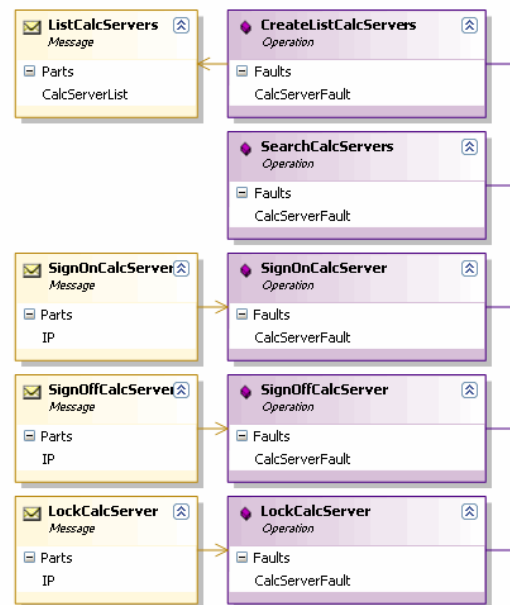 ListCalcServers
Message
Parts
CalcServerList
CreateListCalcServers
Operation
Faults
CalcServerFault
SearchCalcServers
Operation
Faults
CalcServerFault
SignOnCalcServer
Message
Parts
IP
SignOnCalcServer
Operation
Faults
CalcServerFault
SignOffCalcServer
Message
Parts
IP
SignOffCalcServer
Operation
Faults
CalcServerFault
LockCalcServer
Message
Parts
IP
LockCalcServer
Operation
Faults
CalcServerFault